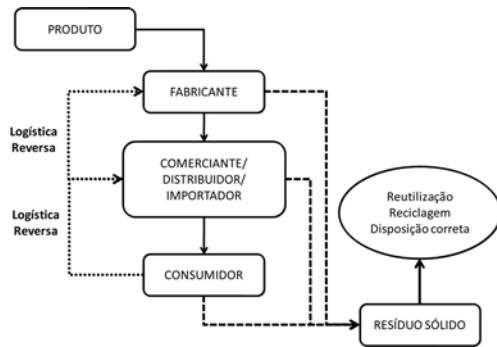 PRODUTO
FABRICANTE
Logística
Reversa
COMERCIANTE/
DISTRIBUIDOR/
IMPORTADOR
Reutilização
Reciclagem
Disposição correta
Logística
Reversa
CONSUMIDOR
RESÍDUO SÓLIDO